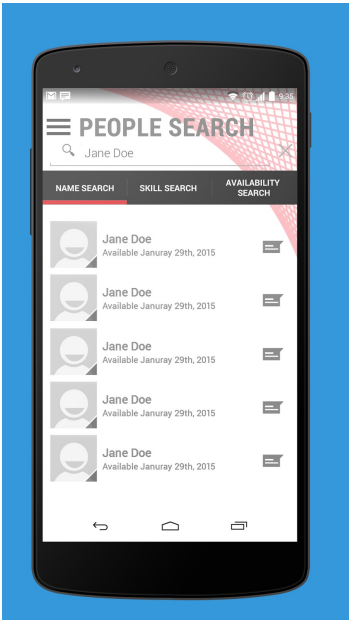 9:35
PEOPLE SEARCH
Jane Doe
NAME SEARCH
SKILL SEARCH
AVAILABILITY
SEARCH
Jane Doe
Available Januray 29th, 2015
Jane Doe
Available Januray 29th, 2015
Jane Doe
Available Januray 29th, 2015
Jane Doe
Available Januray 29th, 2015
Jane Doe
Available Januray 29th, 2015